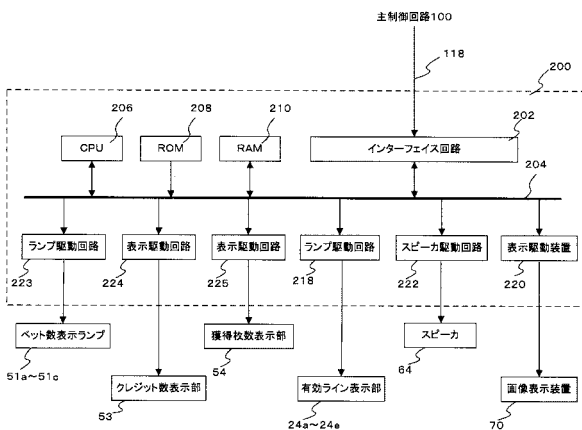 主制御回路100
118
200
206
208
210
202
CPU
ROM
RAM
インターフェイス回路
204
ランプ駆動回路
表示駆動回路
表示駆動回路
ランプ駆動回路
スピーカ駆動回路
表示駆動装置
223
224
225
218
222
220
ベット数表示ランプ
獲得枚数表示部
スピーカ
51a~51c
54
64
クレジット数表示部
有効ライン表示部
画像表示装置
53
24a~24e
70